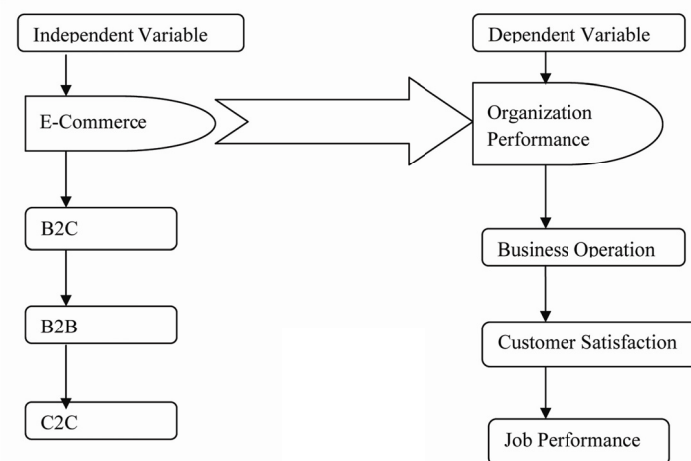 Independent Variable
Dependent Variable
E-Commerce
Organization
Performance
B2C
Business Operation
B2B
Customer Satisfaction
C2C
Job Performance